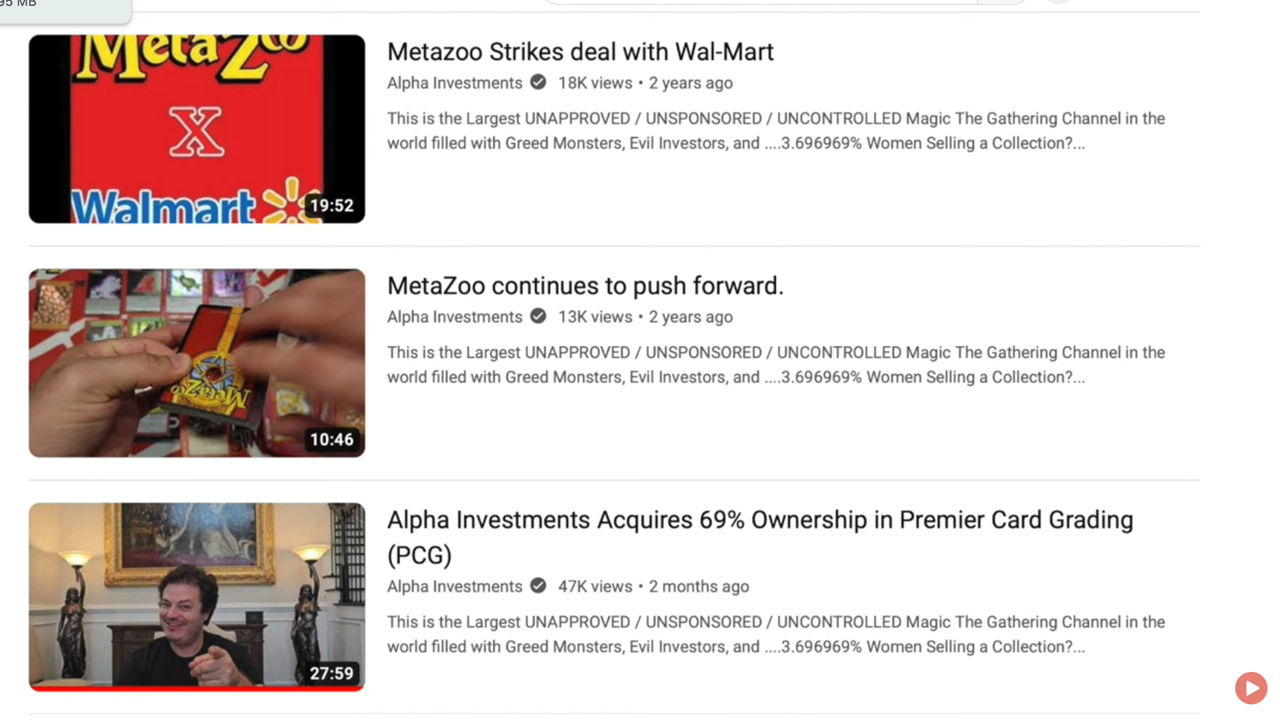 95 MB
MetaZoo
X
Walmart
19:52
Metazoo Strikes deal with Wal-Mart
Alpha Investments 18K views • 2 years ago
This is the Largest UNAPPROVED / UNSPONSORED / UNCONTROLLED Magic The Gathering Channel in the
world filled with Greed Monsters, Evil Investors, and ....3.696969% Women Selling a Collection?...
MetaZoo
10:46
MetaZoo continues to push forward.
Alpha Investments 13K views • 2 years ago
This is the Largest UNAPPROVED / UNSPONSORED / UNCONTROLLED Magic The Gathering Channel in the
world filled with Greed Monsters, Evil Investors, and ....3.696969% Women Selling a Collection?...
27:59
Alpha Investments Acquires 69% Ownership in Premier Card Grading
(PCG)
Alpha Investments 47K views • 2 months ago
This is the Largest UNAPPROVED / UNSPONSORED / UNCONTROLLED Magic The Gathering Channel in the
world filled with Greed Monsters, Evil Investors, and ....3.696969% Women Selling a Collection?...